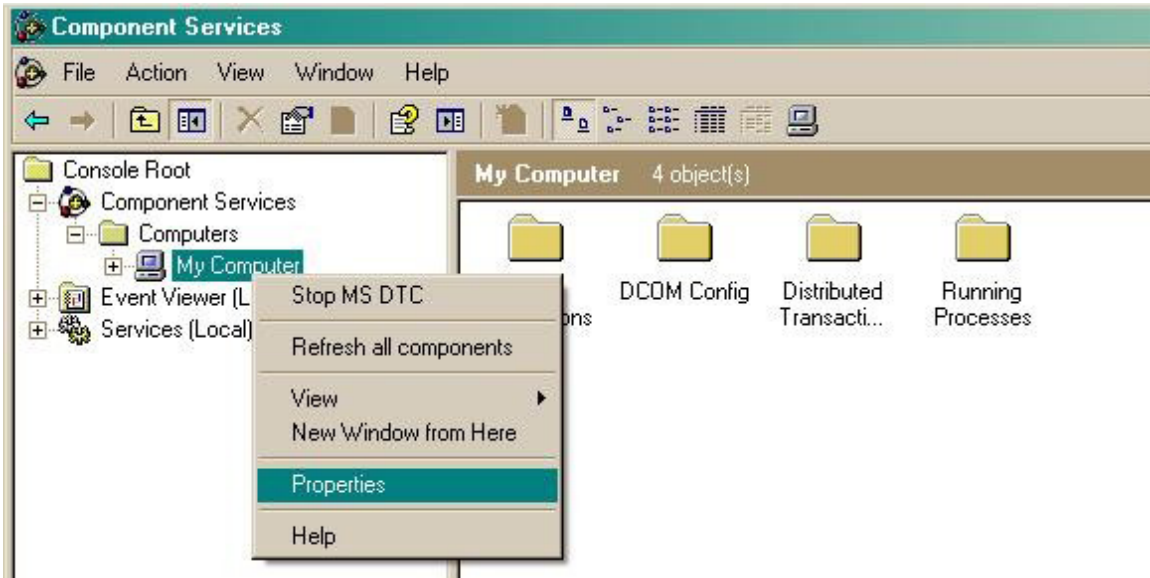 Component Services
File Action View Window Help
Console Root
Component Services
Computers
My Computer
Event Viewer (L
Services (Local)
My Computer 4 object(s)
ons
DCOM Config
Distributed
Transacti...
Running
Processes
Stop MS DTC
Refresh all components
View
New Window from Here
Properties
Help